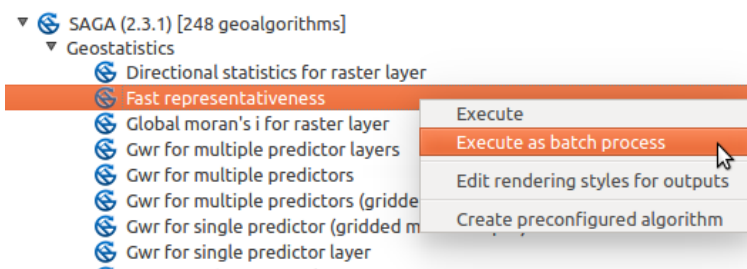 SAGA (2.3.1) [248 geoalgorithms]
Geostatistics
Directional statistics for raster layer
Fast representativeness
Global moran's i for raster layer
Gwr for multiple predictor layers
Gwr for multiple predictors
Gwr for multiple predictors (gridde
Gwr for single predictor (gridded m
Gwr for single predictor layer
Execute
Execute as batch process
Edit rendering styles for outputs
Create preconfigured algorithm